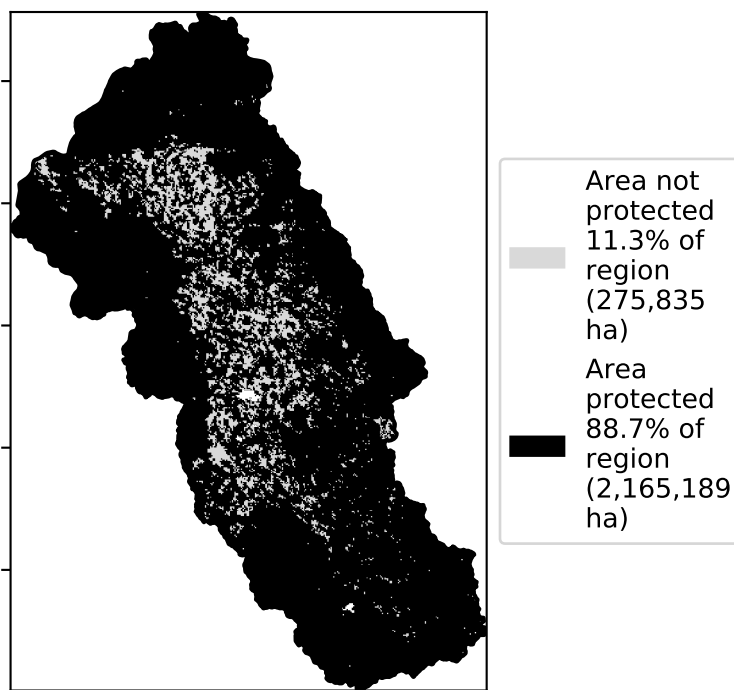 Area not
protected
11.3% of
region
(275,835
ha)
Area
protected
88.7% of
region
(2,165,189
ha)